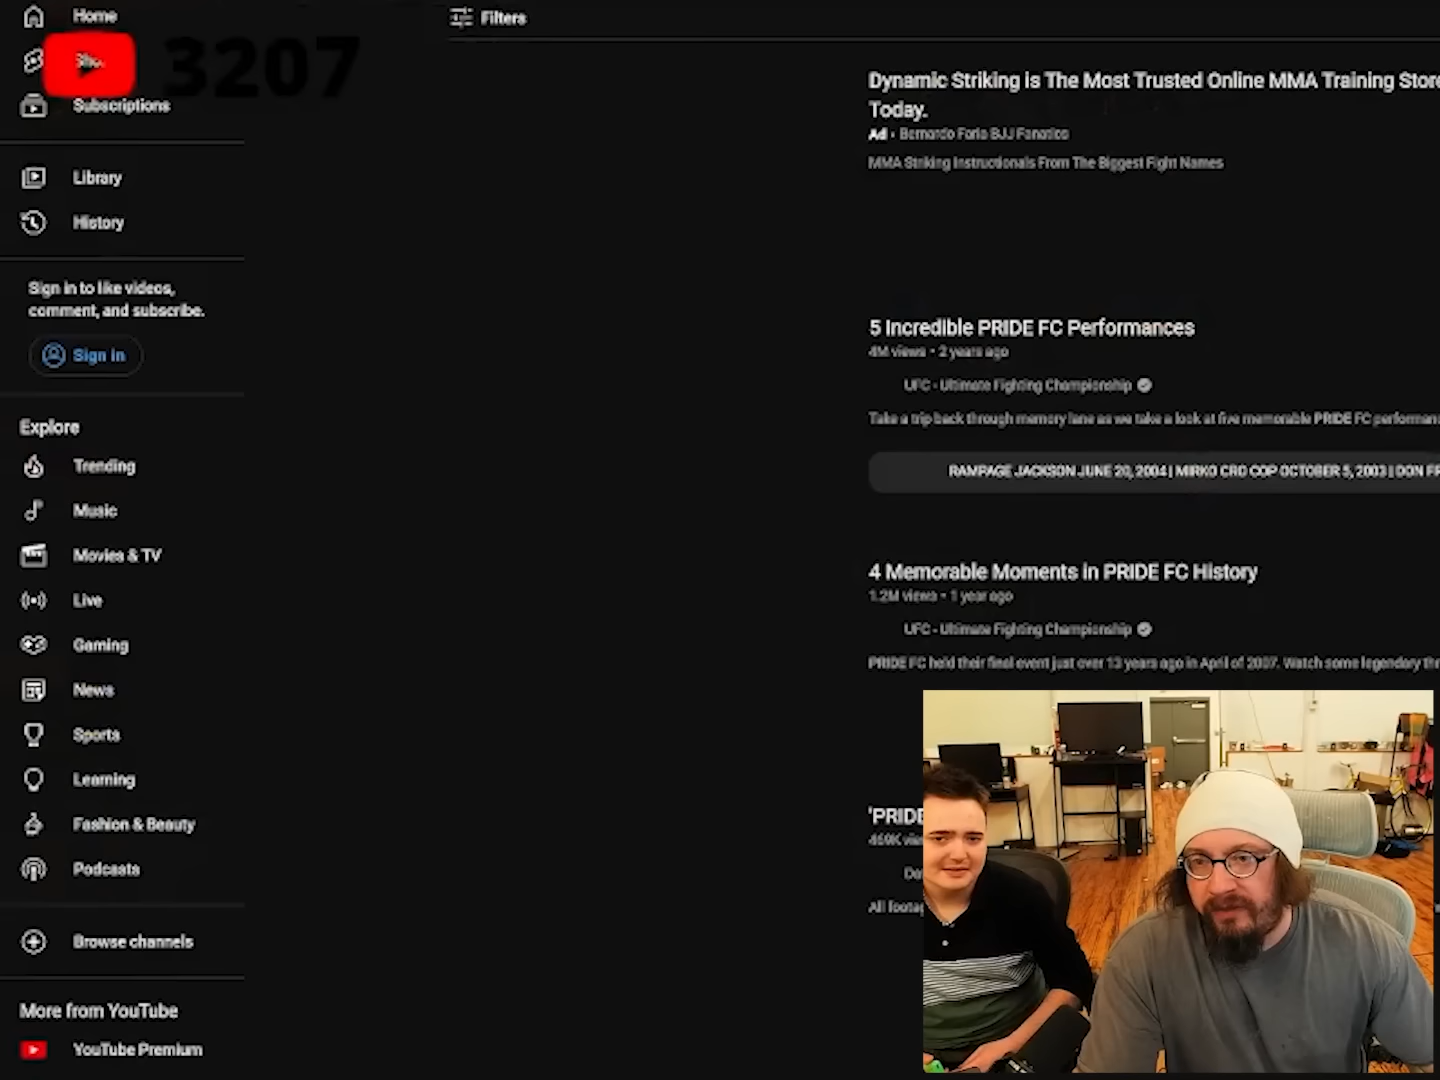 Home
3207
Subscriptions
Library
History
Sign in to like videos,
comment, and subscribe.
Sign in
Explore
Trending
Music
Movies & TV
Live
Gaming
News
Sports
Learning
Fashion & Beauty
Podcasts
Browse channels
More from YouTube
YouTube Premium
Filters
Dynamic Striking is The Most Trusted Online MMA Training Store
Today.
Ad • Bernardo Faria BJJ Fanatics
MMA Striking Instructionals From The Biggest Fight Names
5 Incredible PRIDE FC Performances
4M views • 2 years ago
UFC - Ultimate Fighting Championship
Take a trip back through memory lane as we take a look at five memorable PRIDE FC
RAMPAGE JACKSON JUNE 20, 2004 | MIRKO CRO COP OCTOBER 5, 2003 | DON
4 Memorable Moments in PRIDE FC History
1.2M views • 1 year ago
UFC - Ultimate Fighting Championship
PRIDE FC held their final event just over 13 years ago in April of 2007. Watch some legendary
'PRIDE
469K
All